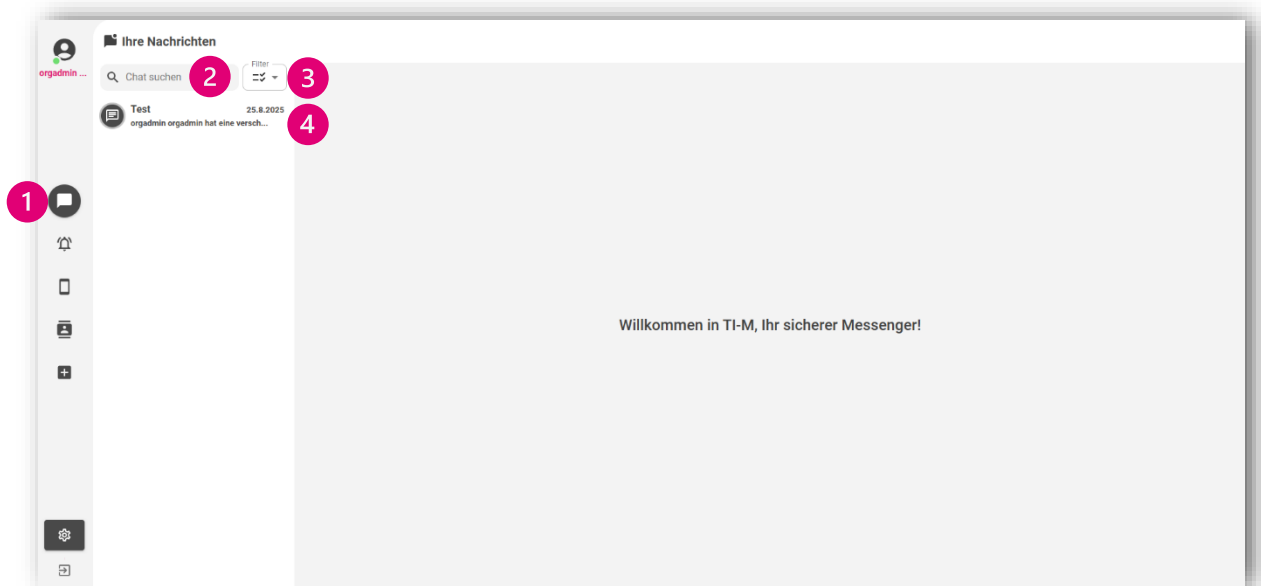 Ihre Nachrichten
orgadmin ...
Chat suchen
2
Filter
3
Test
25.8.2025
orgadmin orgadmin hat eine versch...
4
1
Willkommen in TI-M, Ihr sicherer Messenger!